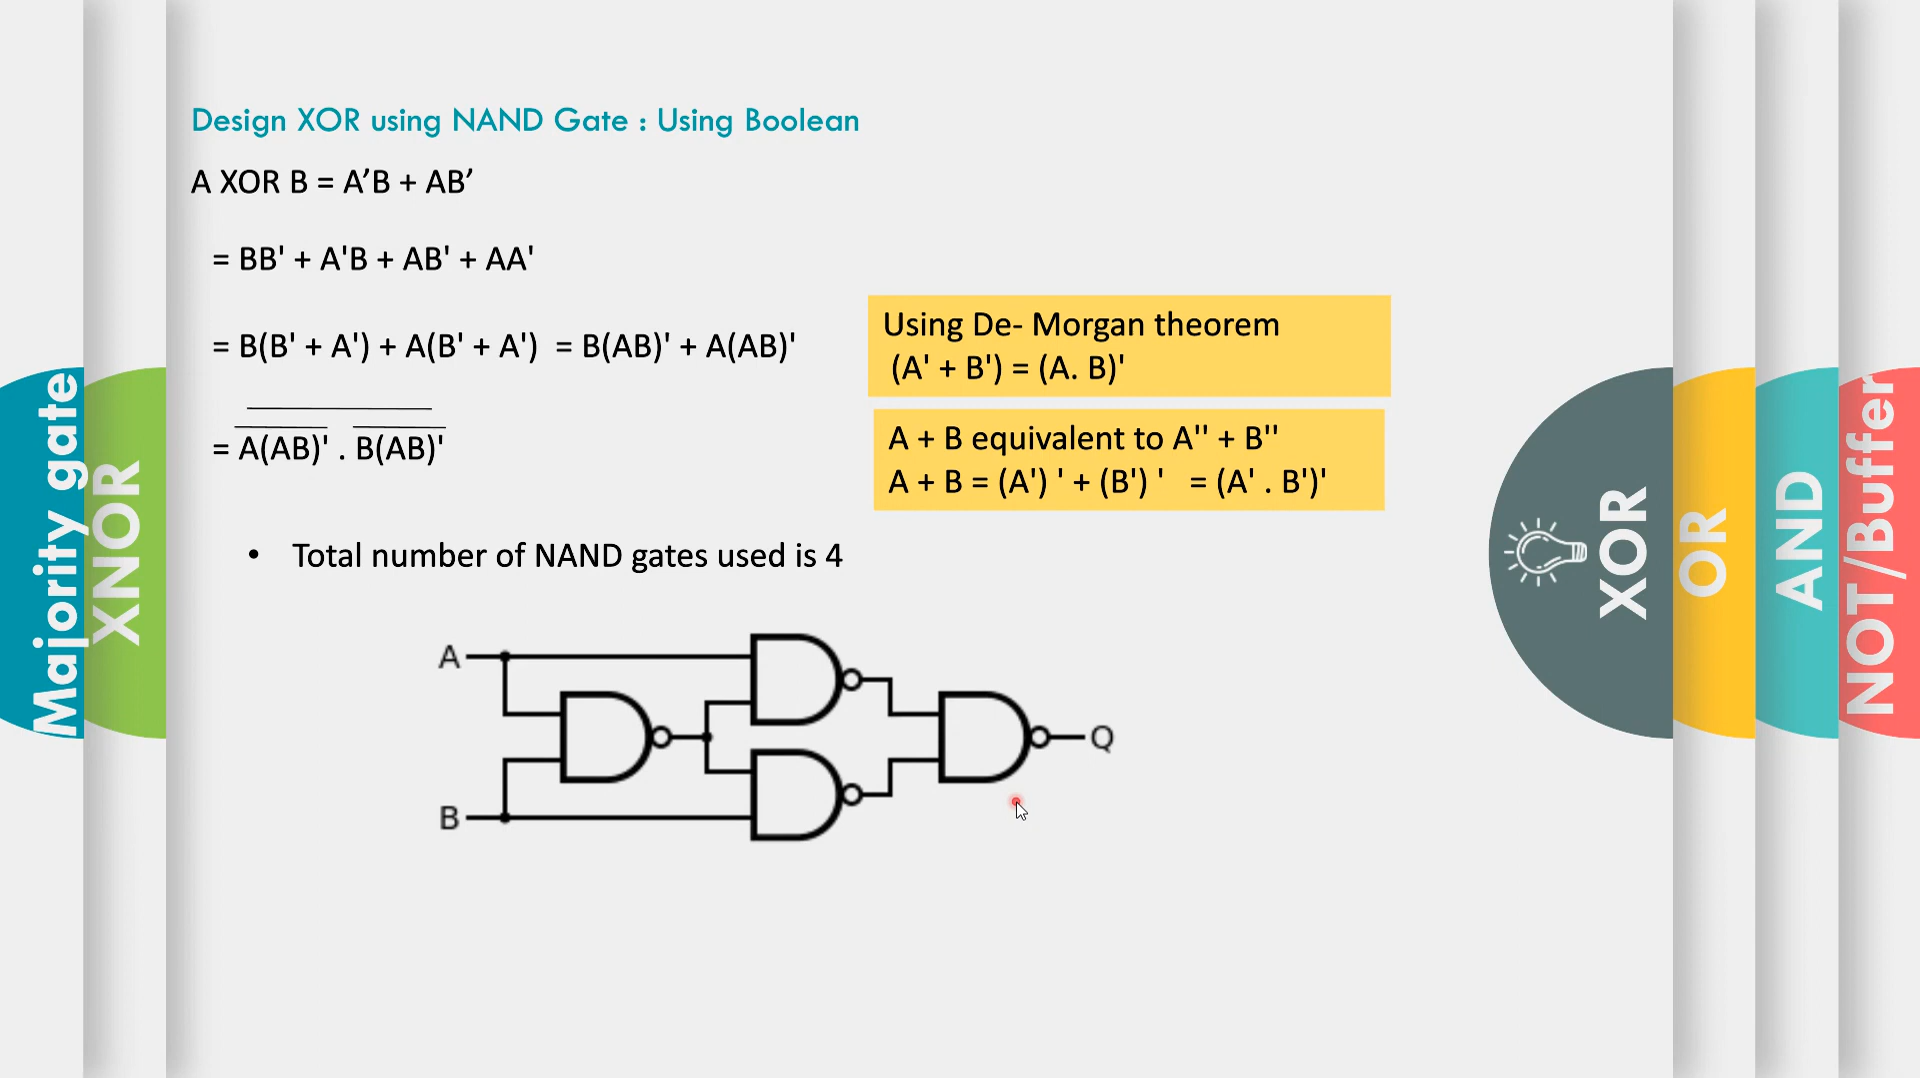 Design XOR using NAND Gate : Using Boolean
A XOR B = A’B + AB’
= BB' + A'B + AB' + AA'
= B(B' + A') + A(B' + A')  = B(AB)' + A(AB)'
= A(AB)' . B(AB)'
Using De- Morgan theorem
(A' + B') = (A. B)'
A + B equivalent to A'' + B''
A + B = (A') ' + (B') '  = (A' . B')'
• Total number of NAND gates used is 4
A
B
Q
Majority gate
XNOR
XOR
OR
AND
NOT/Buffer